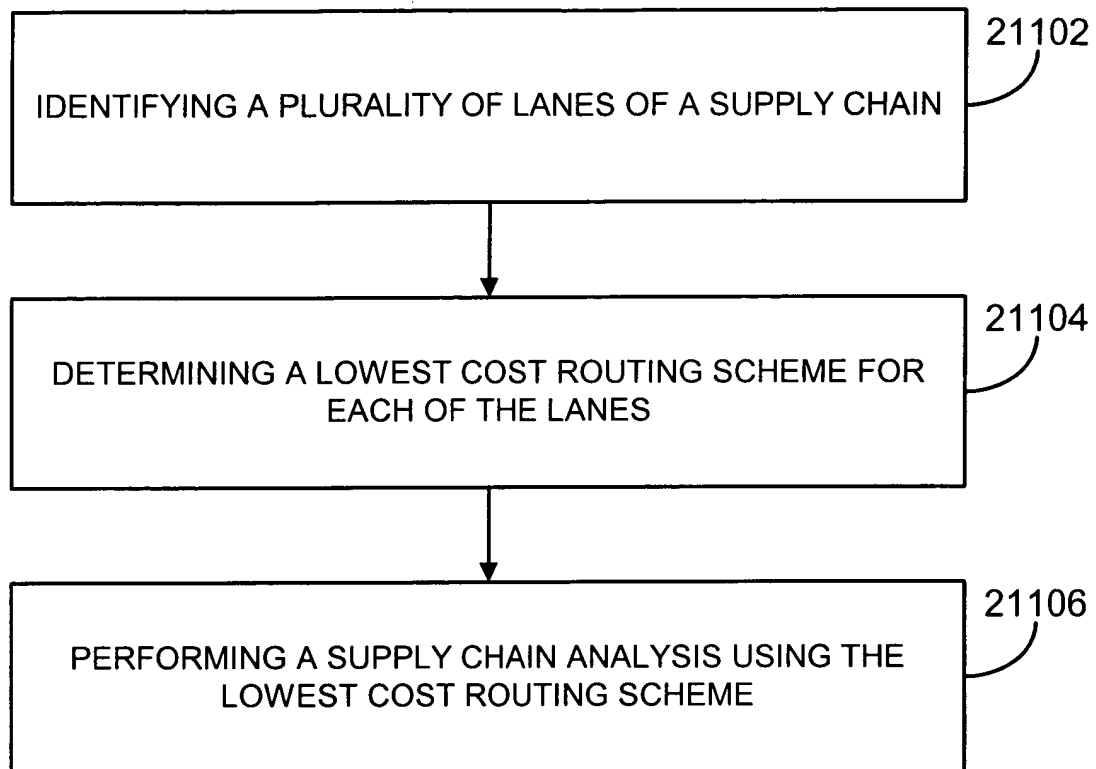 21102
IDENTIFYING A PLURALITY OF LANES OF A SUPPLY CHAIN
21104
DETERMINING A LOWEST COST ROUTING SCHEME FOR
EACH OF THE LANES
21106
PERFORMING A SUPPLY CHAIN ANALYSIS USING THE
LOWEST COST ROUTING SCHEME